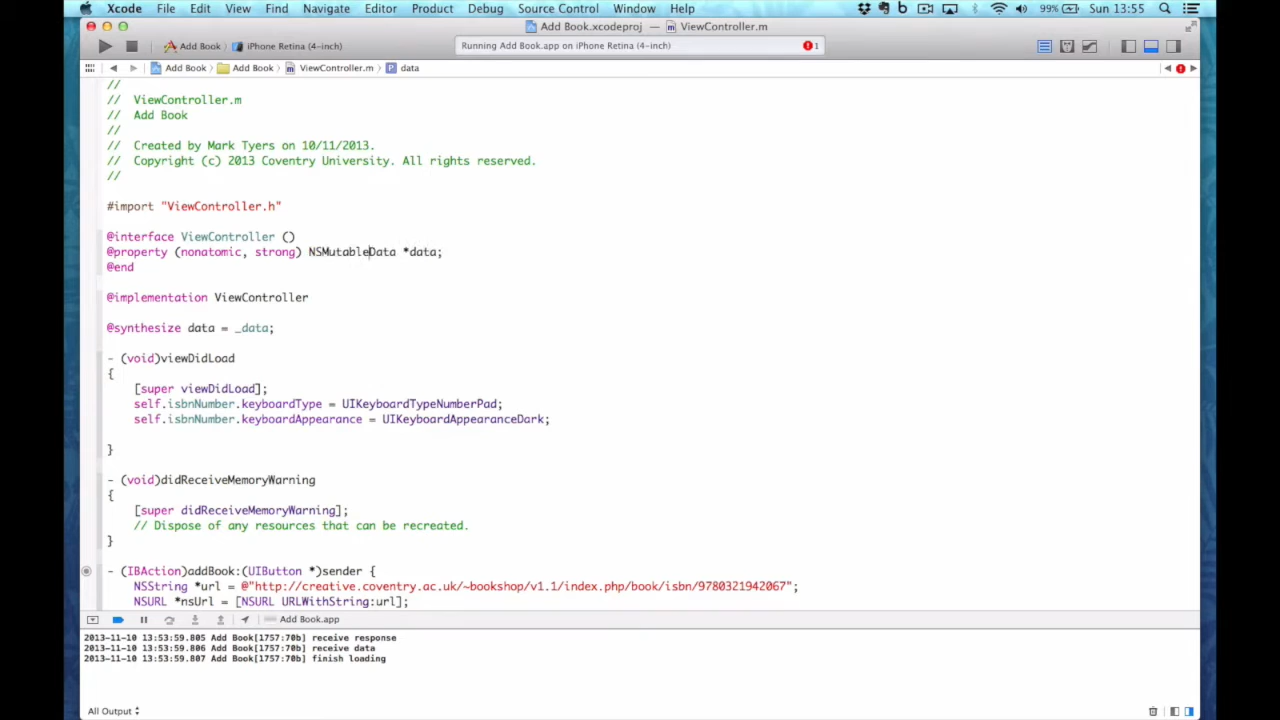 Xcode File Edit View Find Navigate Editor Product Debug Source Control Window Help 99% Sun 13:55
Add Book.xcodeproj — ViewController.m
Add Book iPhone Retina (4-inch) Running Add Book.app on iPhone Retina (4-inch) 1
Add Book Add Book ViewController.m P data
//
// ViewController.m
// Add Book
//
// Created by Mark Tyers on 10/11/2013.
// Copyright (c) 2013 Coventry University. All rights reserved.
//
#import "ViewController.h"
@interface ViewController ()
@property (nonatomic, strong) NSMutableData *data;
@end
@implementation ViewController
@synthesize data = _data;
- (void)viewDidLoad
{
[super viewDidLoad];
self.isbnNumber.keyboardType = UIKeyboardTypeNumberPad;
self.isbnNumber.keyboardAppearance = UIKeyboardAppearanceDark;
}
- (void)didReceiveMemoryWarning
{
[super didReceiveMemoryWarning];
// Dispose of any resources that can be recreated.
}
- (IBAction)addBook:(UIButton *)sender {
NSString *url = @"http://creative.coventry.ac.uk/~bookshop/v1.1/index.php/book/isbn/9780321942067";
NSURL *nsUrl = [NSURL URLWithString:url];
Add Book.app
2013-11-10 13:53:59.805 Add Book[1757:70b] receive response
2013-11-10 13:53:59.806 Add Book[1757:70b] receive data
2013-11-10 13:53:59.807 Add Book[1757:70b] finish loading
All Output